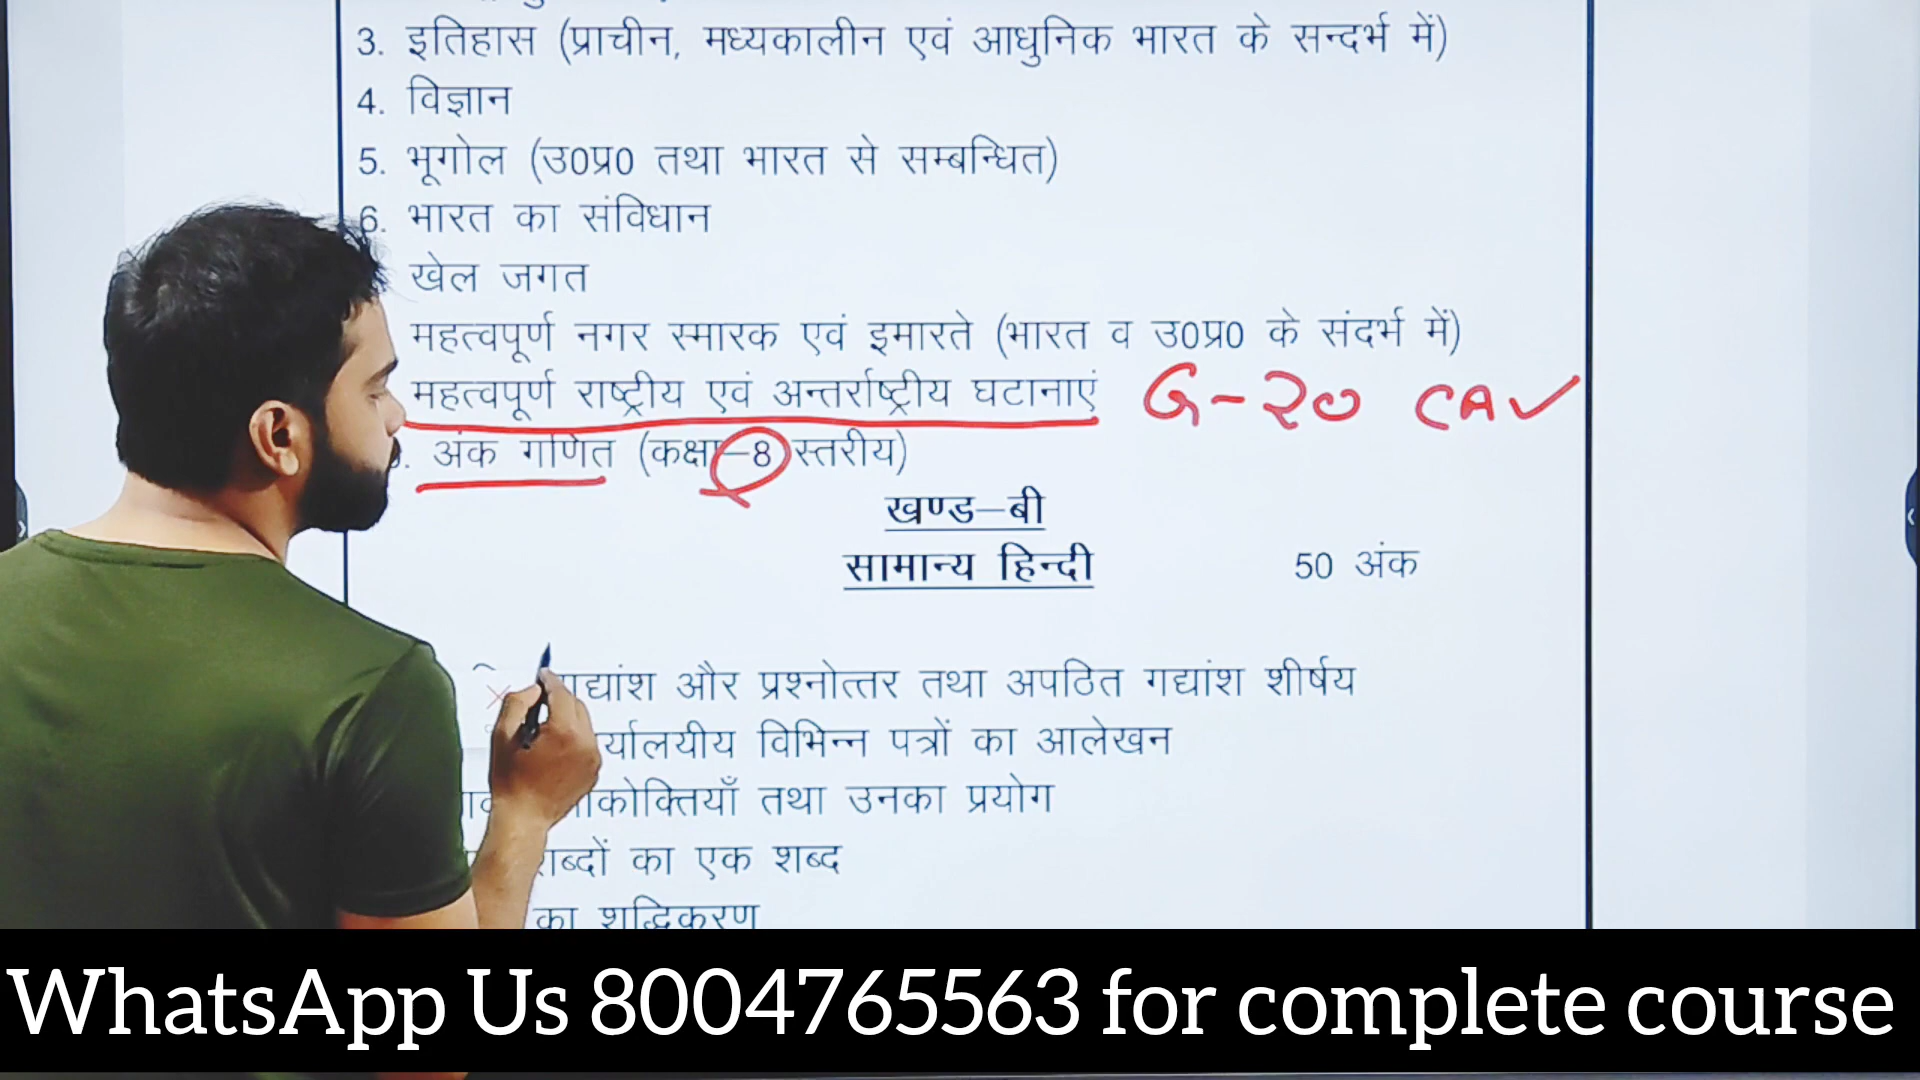 3. इतिहास (प्राचीन, मध्यकालीन एवं आधुनिक भारत के सन्दर्भ में)
4. विज्ञान
5. भूगोल (उ0प्र0 तथा भारत से सम्बन्धित)
6. भारत का संविधान
खेल जगत
महत्वपूर्ण नगर स्मारक एवं इमारते (भारत व उ0प्र0 के संदर्भ में)
महत्वपूर्ण राष्ट्रीय एवं अन्तर्राष्ट्रीय घटानाएं G-20 CA
अंक गणित (कक्षा-8 स्तरीय)
खण्ड-बी
सामान्य हिन्दी 50 अंक
और प्रश्नोत्तर तथा अपठित गद्यांश शीर्षय
विभिन्न पत्रों का आलेखन
तथा उनका प्रयोग
का एक शब्द
का शुद्धिकरण
WhatsApp Us 8004765563 for complete course